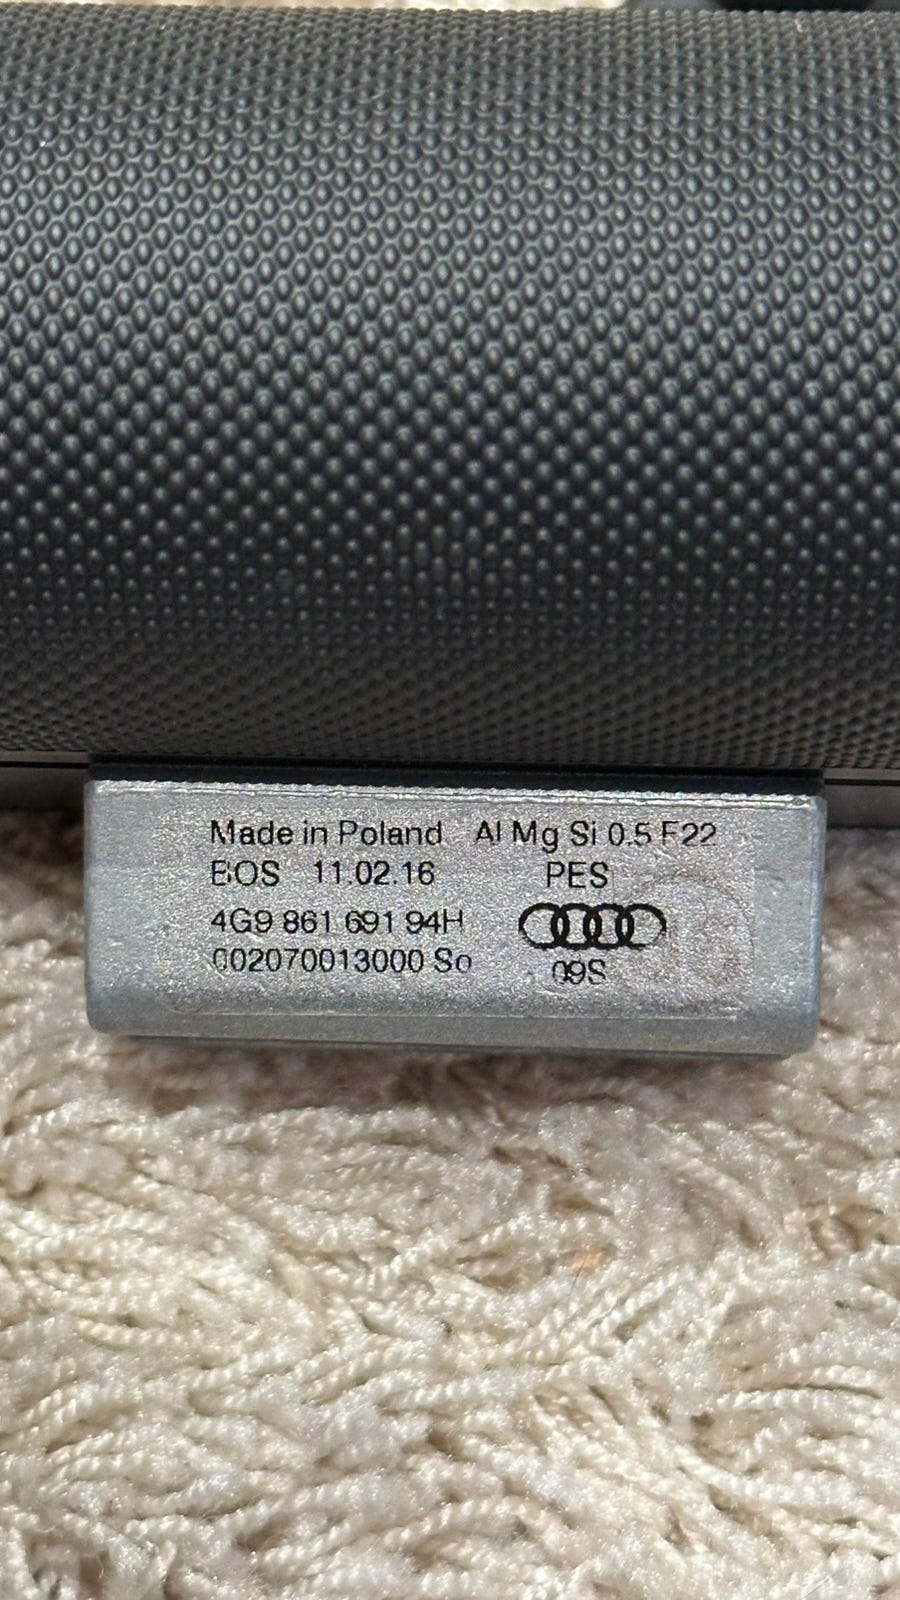 Made in Poland Al Mg Si 0.5 F22
BOS 11.02.16 PES
4G9 861 691 94H
002070013000 So 09S